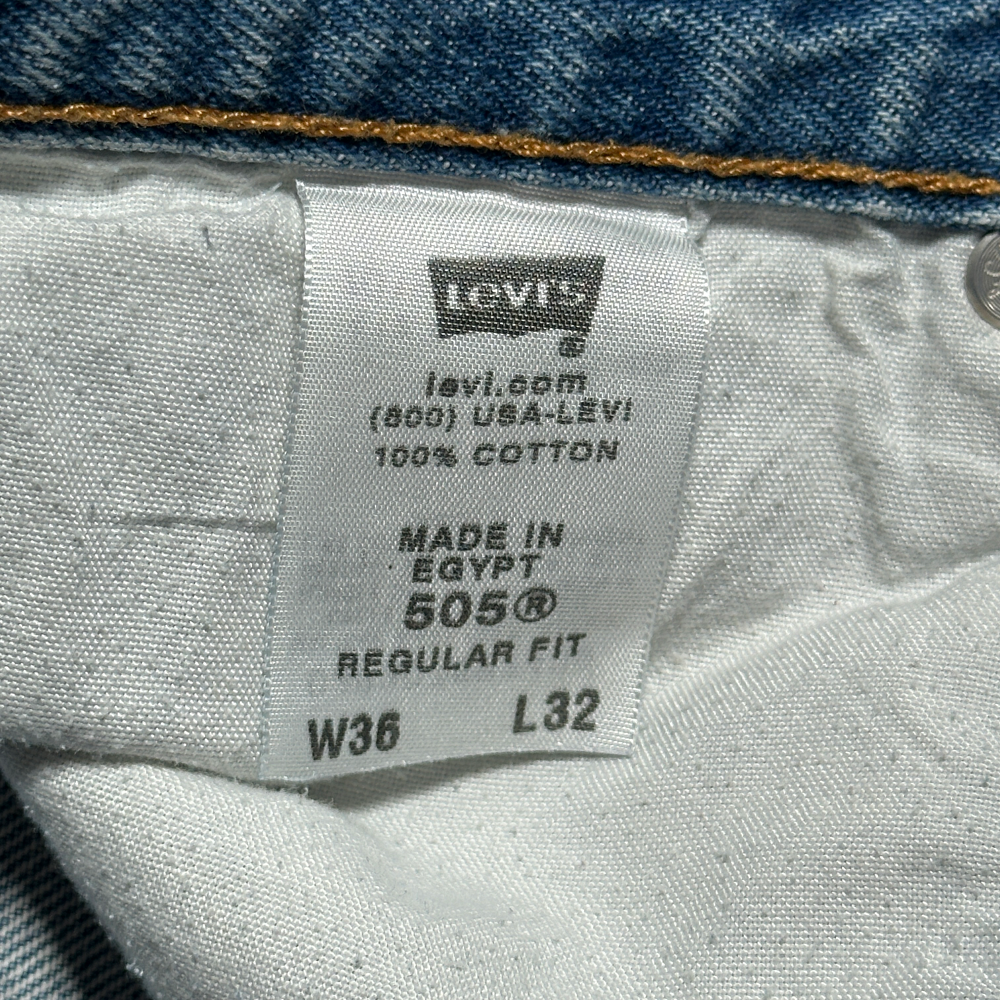 Levi's
®
levi.com
(800) USA-LEVI
100% COTTON
MADE IN
EGYPT
505®
REGULAR FIT
W36 L32